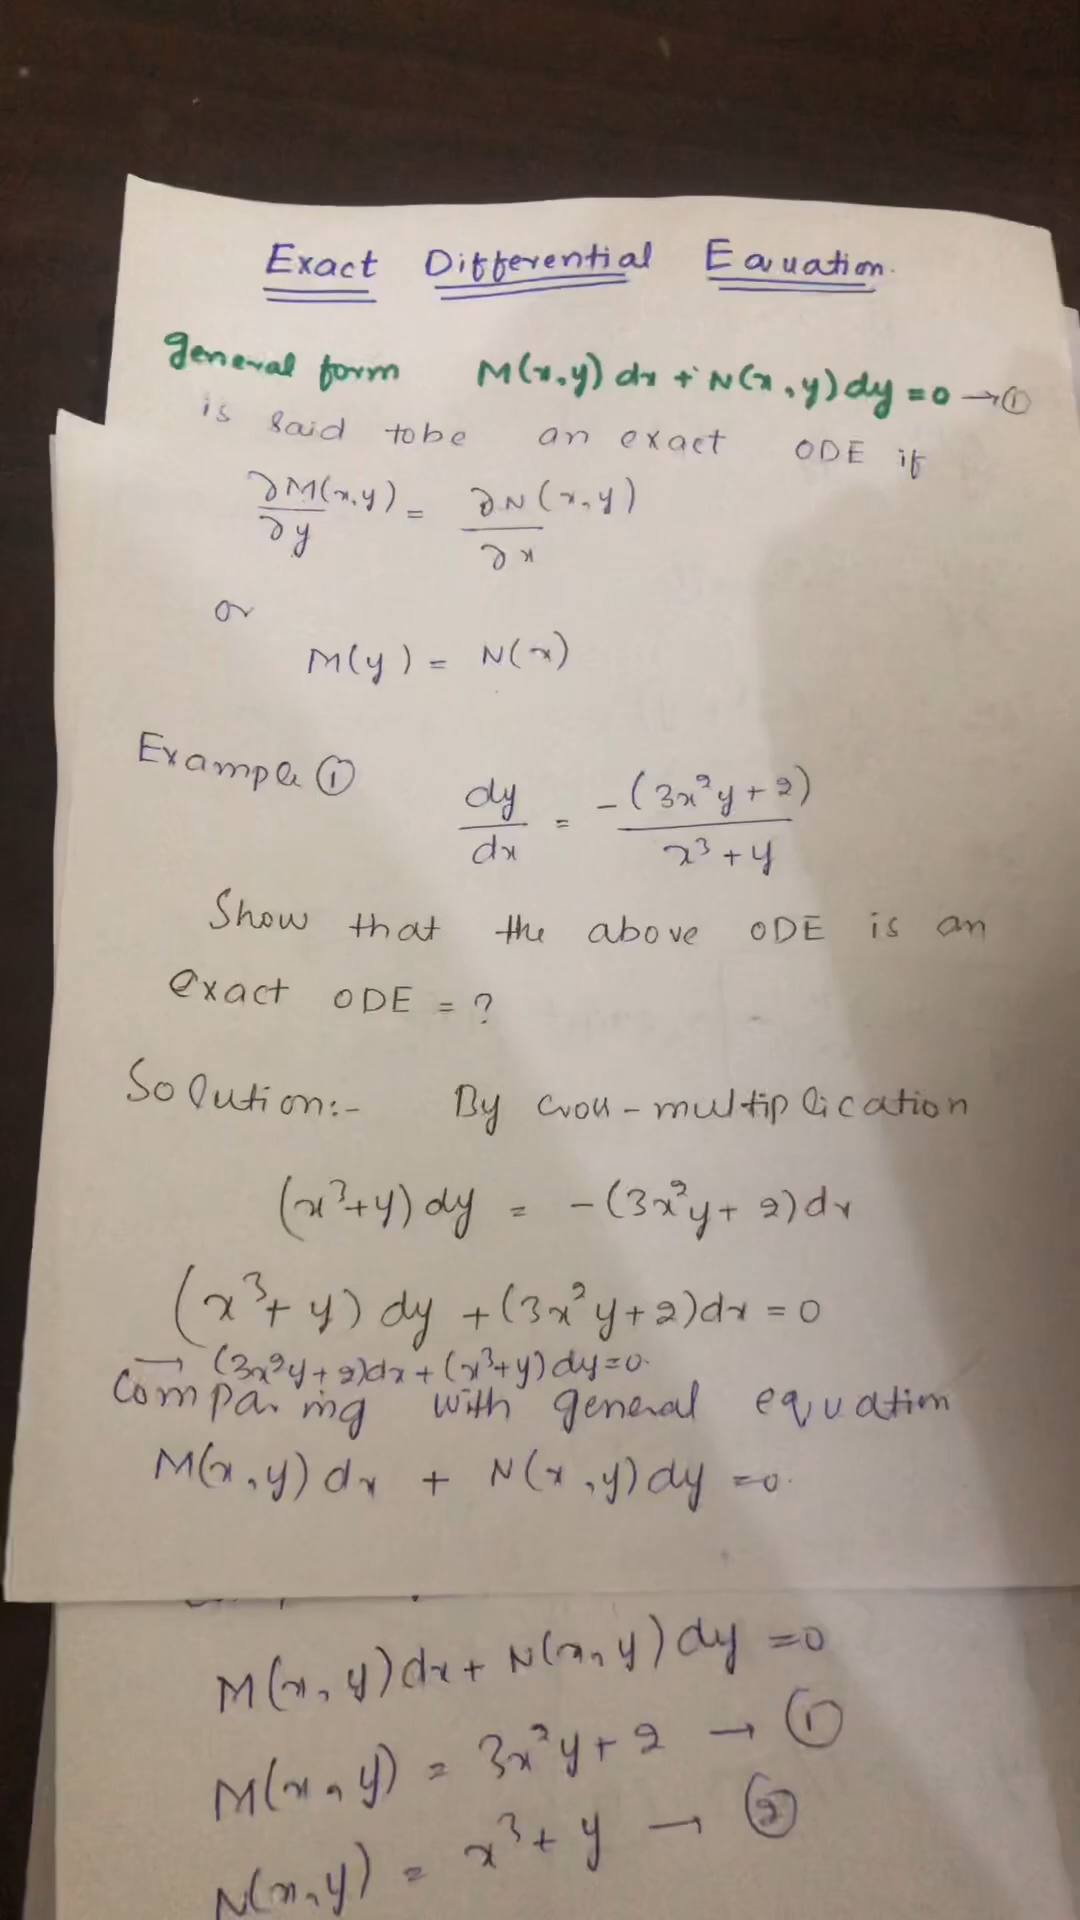 Exact Differential Eauation.
general form M(x,y) dx + N(x,y) dy = 0 → ①
is said tobe an exact ODE if
∂M(x,y)/∂y = ∂N(x,y)/∂x
or
M(y) = N(x)
Example ①
dy/dx = -(3x²y + 2)/x³ + y
Show that the above ODE is an
exact ODE = ?
Solution:- By cross-multiplication
(x³+y) dy = -(3x²y + 2) dx
(x³ + y) dy + (3x²y + 2) dx = 0
→ (3x²y + 2)dx + (x³+y) dy = 0.
Comparing with general equation
M(x,y) dx + N(x,y) dy = 0.
M(x,y) dx + N(x,y) dy = 0
M(x,y) = 3x²y + 2 → ①
N(x,y) = x³ + y → ②